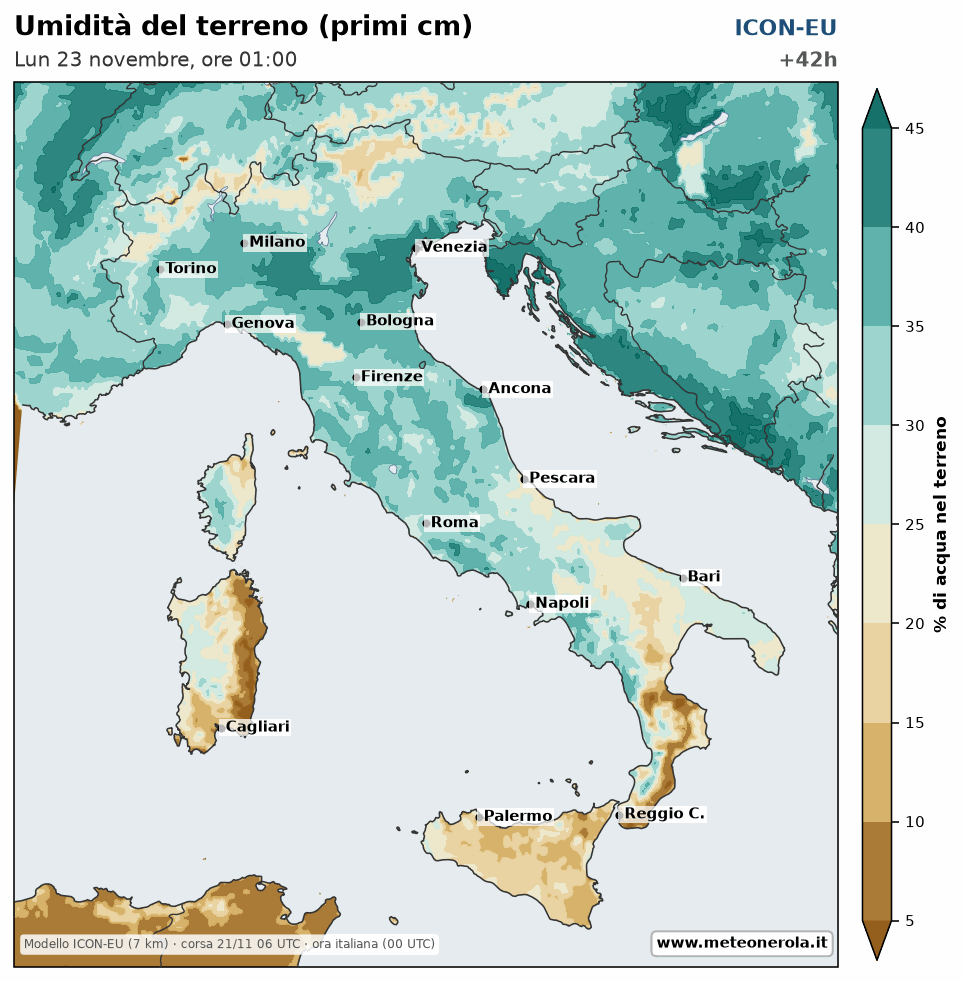 Umidità del terreno (primi cm)
ICON-EU
Lun 23 novembre, ore 01:00
+42h
45
40
35
30
25
20
15
10
5
% di acqua nel terreno
Milano
Venezia
Torino
Genova
Bologna
Firenze
Ancona
Pescara
Roma
Bari
Napoli
Cagliari
Palermo
Reggio C.
Modello ICON-EU (7 km) · corsa 21/11 06 UTC · ora italiana (00 UTC)
www.meteonerola.it